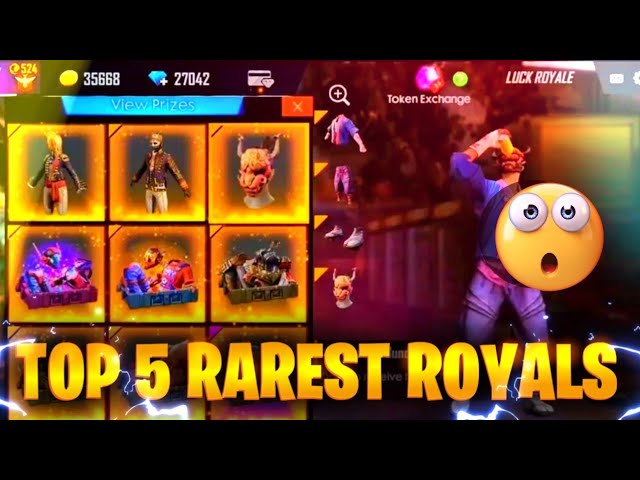 524
35668
27042
LUCK ROYALE
View Prizes
Token Exchange
TOP 5 RAREST ROYALS